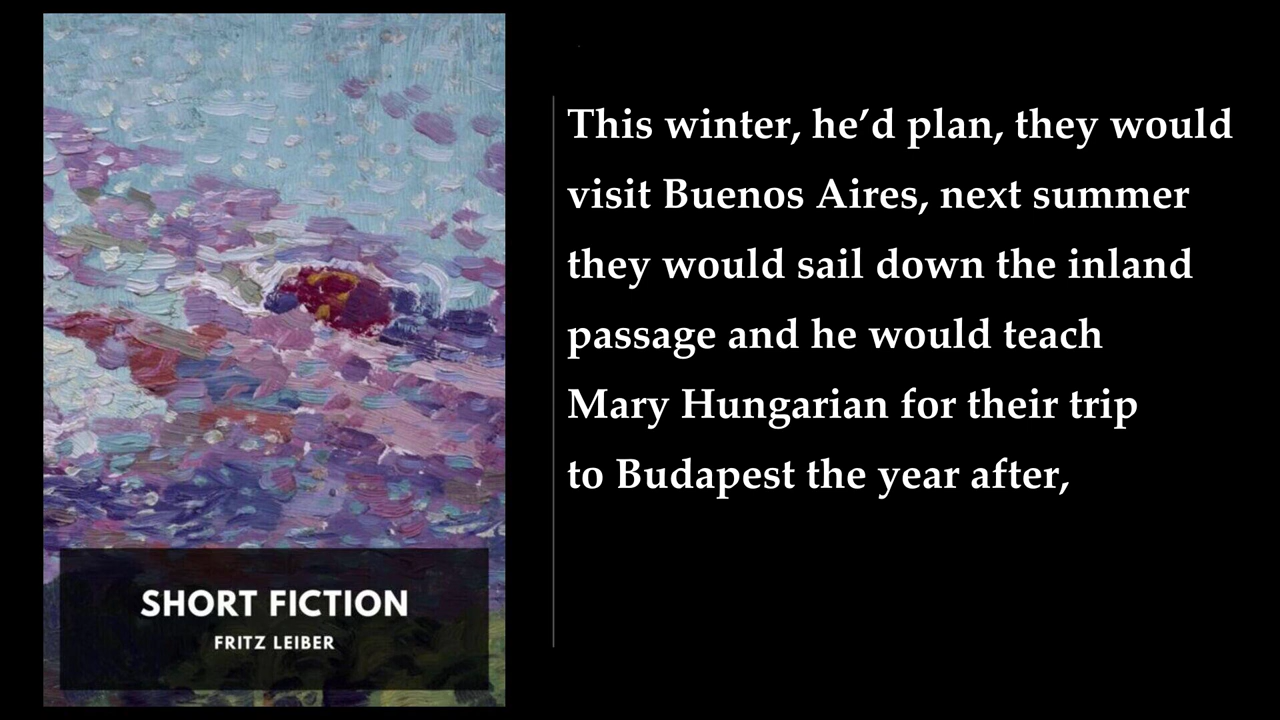 SHORT FICTION
FRITZ LEIBER
This winter, he’d plan, they would
visit Buenos Aires, next summer
they would sail down the inland
passage and he would teach
Mary Hungarian for their trip
to Budapest the year after,